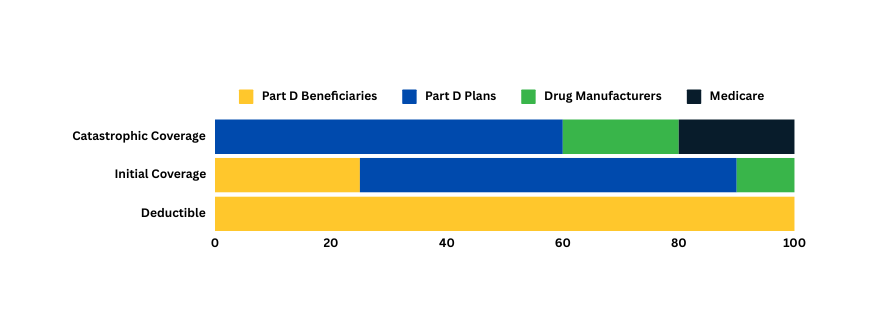 Part D Beneficiaries Part D Plans Drug Manufacturers Medicare
Catastrophic Coverage
Initial Coverage
Deductible
0 20 40 60 80 100